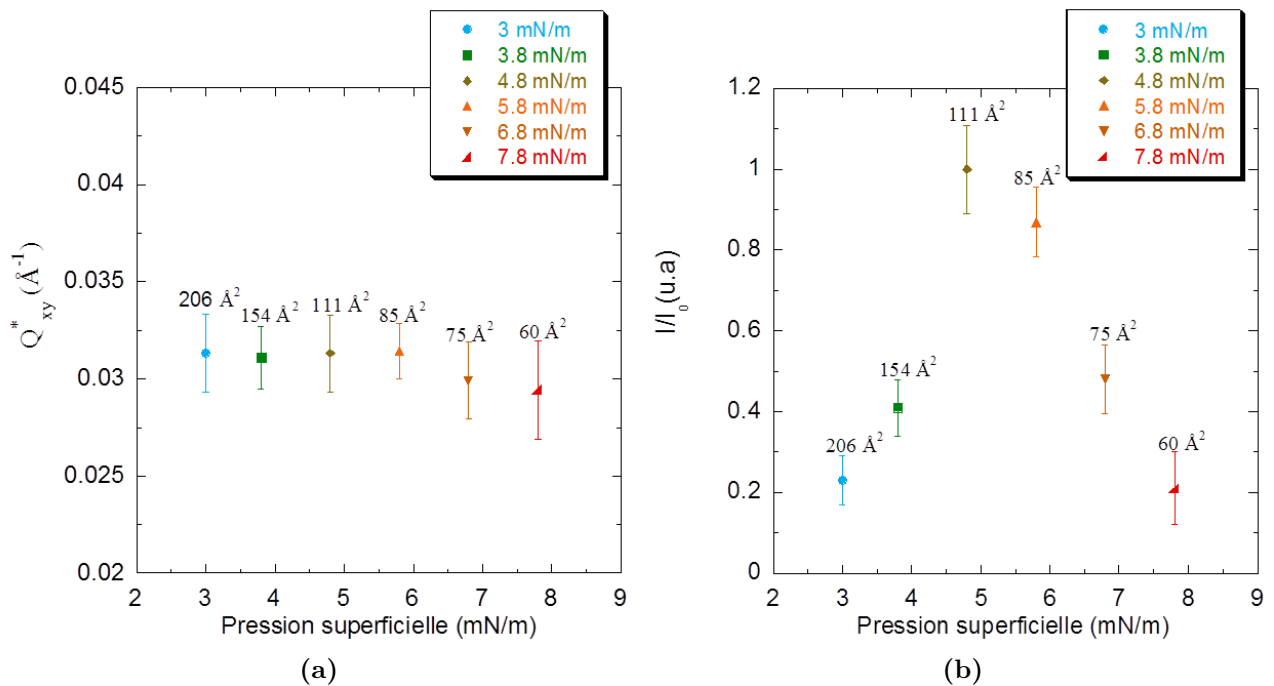 3 mN/m
3.8 mN/m
4.8 mN/m
5.8 mN/m
6.8 mN/m
7.8 mN/m
0.045
0.04
0.035
0.03
0.025
0.02
Q*xy (Å-1)
206 Å2
154 Å2
111 Å2
85 Å2
75 Å2
60 Å2
2 3 4 5 6 7 8 9
Pression superficielle (mN/m)
(a)
3 mN/m
3.8 mN/m
4.8 mN/m
5.8 mN/m
6.8 mN/m
7.8 mN/m
1.2
1
0.8
0.6
0.4
0.2
0
I/I0(u.a)
111 Å2
85 Å2
154 Å2
75 Å2
206 Å2
60 Å2
2 3 4 5 6 7 8 9
Pression superficielle (mN/m)
(b)